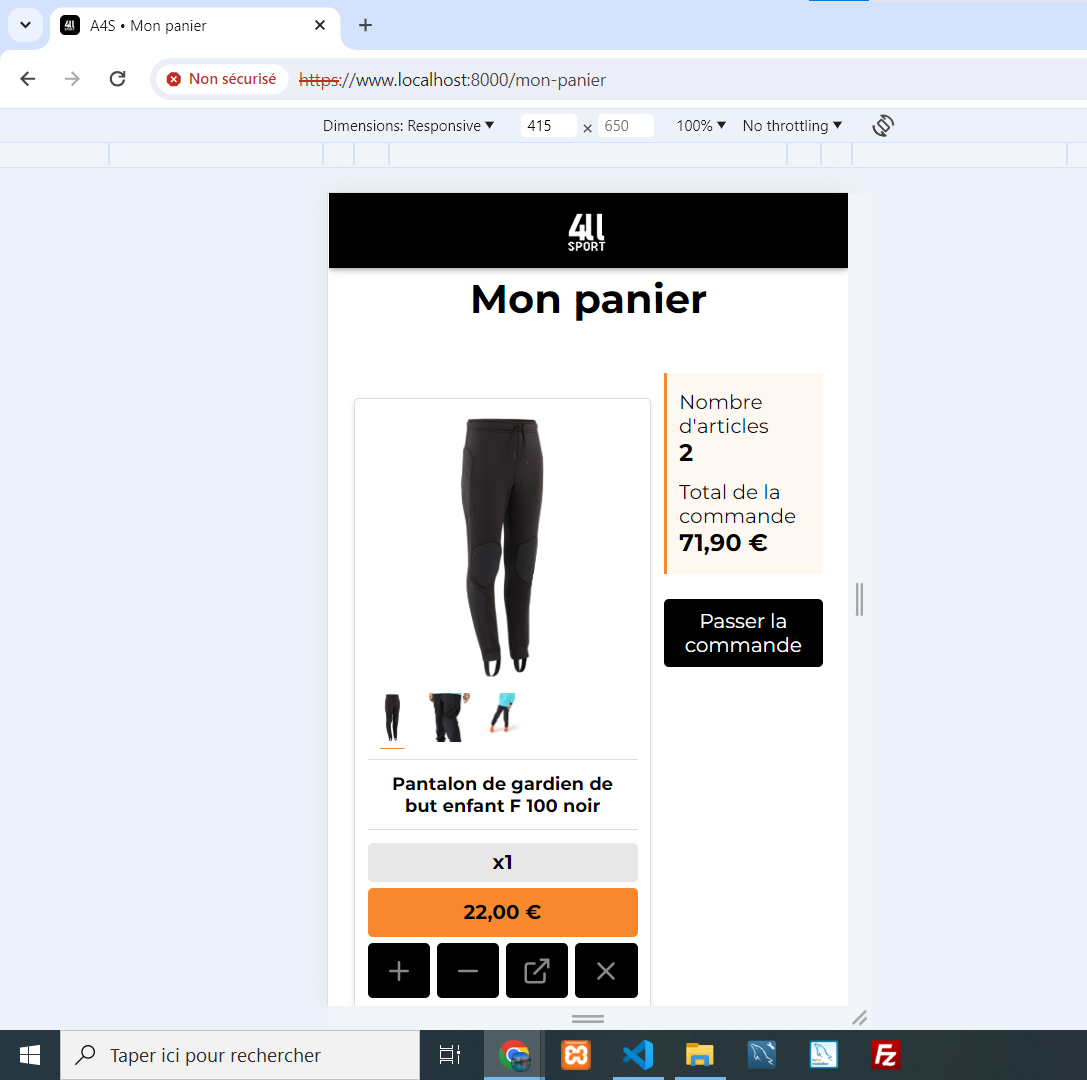 A4S • Mon panier
Non sécurisé
https://www.localhost:8000/mon-panier
Dimensions: Responsive
415 × 650
100%
No throttling
4ll
SPORT
Mon panier
Nombre
d'articles
2
Total de la
commande
71,90 €
Passer la
commande
Pantalon de gardien de
but enfant F 100 noir
x1
22,00 €
Taper ici pour rechercher